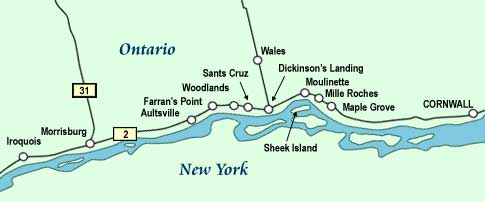 Ontario
Wales
Dickinson's Landing
Santa Cruz
Moulinette
31
Woodlands
Mille Roches
Farran's Point
Maple Grove
CORNWALL
Aultsville
2
Morrisburg
Iroquois
Sheek Island
New York